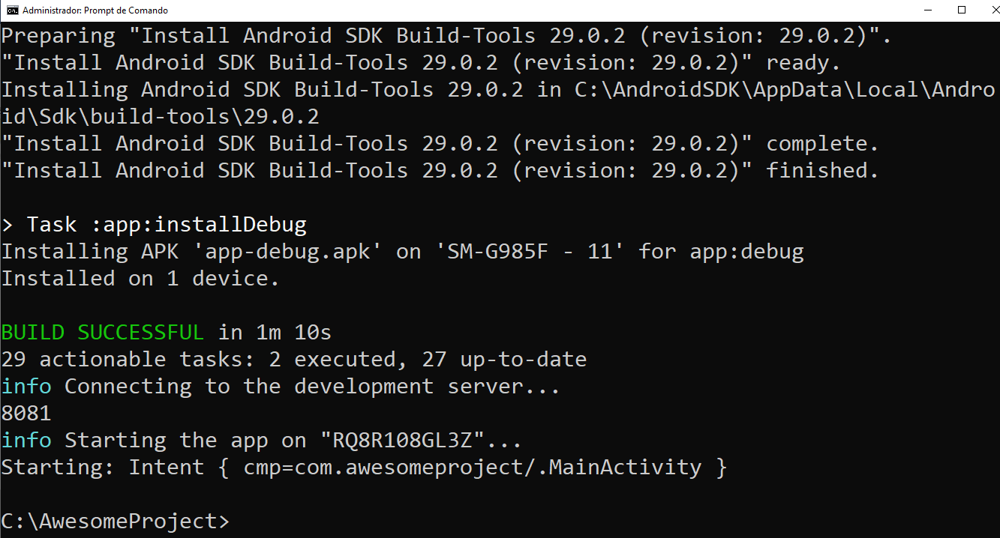 Administrador: Prompt de Comando
Preparing "Install Android SDK Build-Tools 29.0.2 (revision: 29.0.2)".
"Install Android SDK Build-Tools 29.0.2 (revision: 29.0.2)" ready.
Installing Android SDK Build-Tools 29.0.2 in C:\AndroidSDK\AppData\Local\Andro
id\Sdk\build-tools\29.0.2
"Install Android SDK Build-Tools 29.0.2 (revision: 29.0.2)" complete.
"Install Android SDK Build-Tools 29.0.2 (revision: 29.0.2)" finished.
> Task :app:installDebug
Installing APK 'app-debug.apk' on 'SM-G985F - 11' for app:debug
Installed on 1 device.
BUILD SUCCESSFUL in 1m 10s
29 actionable tasks: 2 executed, 27 up-to-date
info Connecting to the development server...
8081
info Starting the app on "RQ8R108GL3Z"...
Starting: Intent { cmp=com.awesomeproject/.MainActivity }
C:\AwesomeProject>